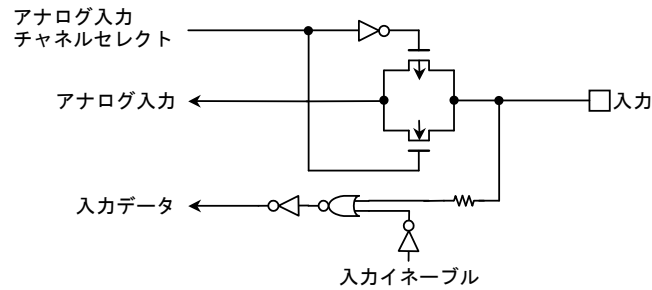 アナログ入力
チャネルセレクト
アナログ入力
入力
入力データ
入力イネーブル